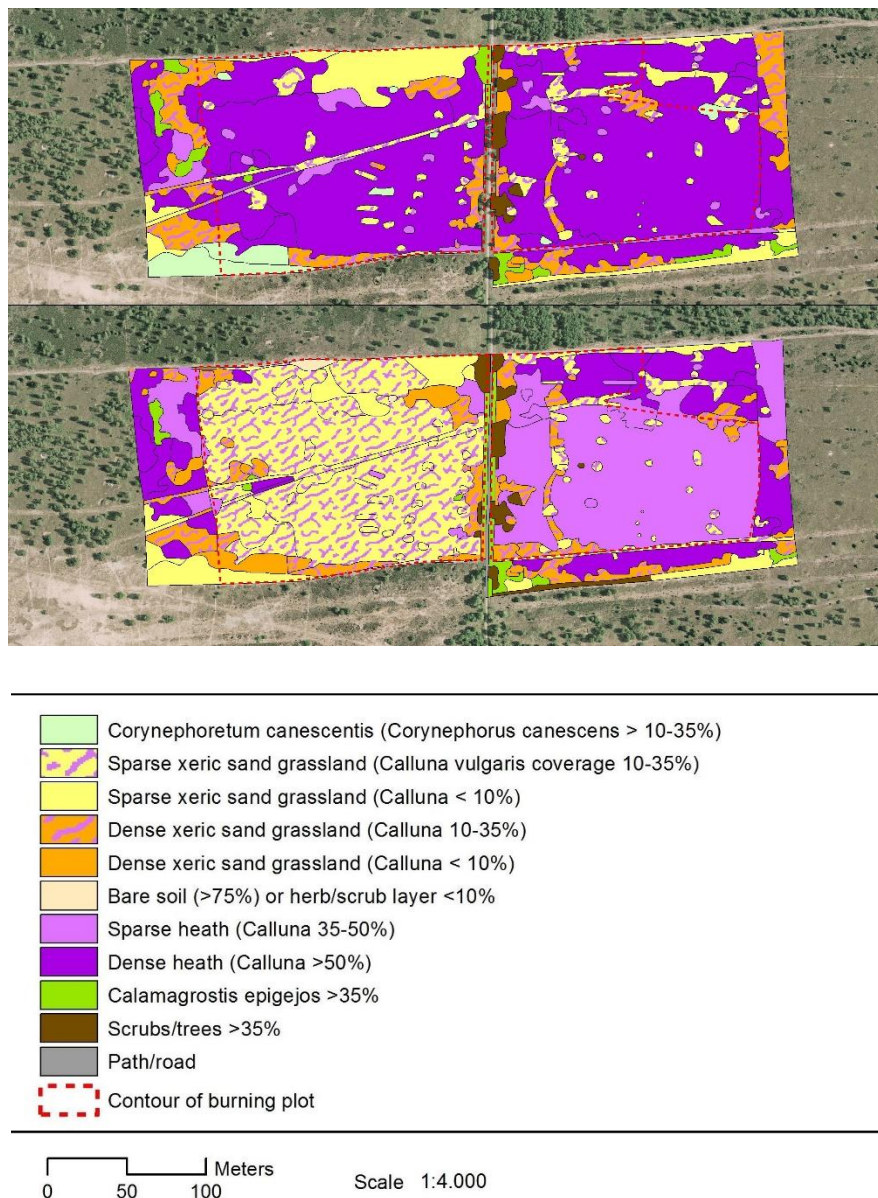 Corynephoretum canescentis (Corynephorus canescens > 10-35%)
Sparse xeric sand grassland (Calluna vulgaris coverage 10-35%)
Sparse xeric sand grassland (Calluna < 10%)
Dense xeric sand grassland (Calluna 10-35%)
Dense xeric sand grassland (Calluna < 10%)
Bare soil (>75%) or herb/scrub layer <10%
Sparse heath (Calluna 35-50%)
Dense heath (Calluna >50%)
Calamagrostis epigejos >35%
Scrubs/trees >35%
Path/road
Contour of burning plot
Meters
0 50 100
Scale 1:4.000